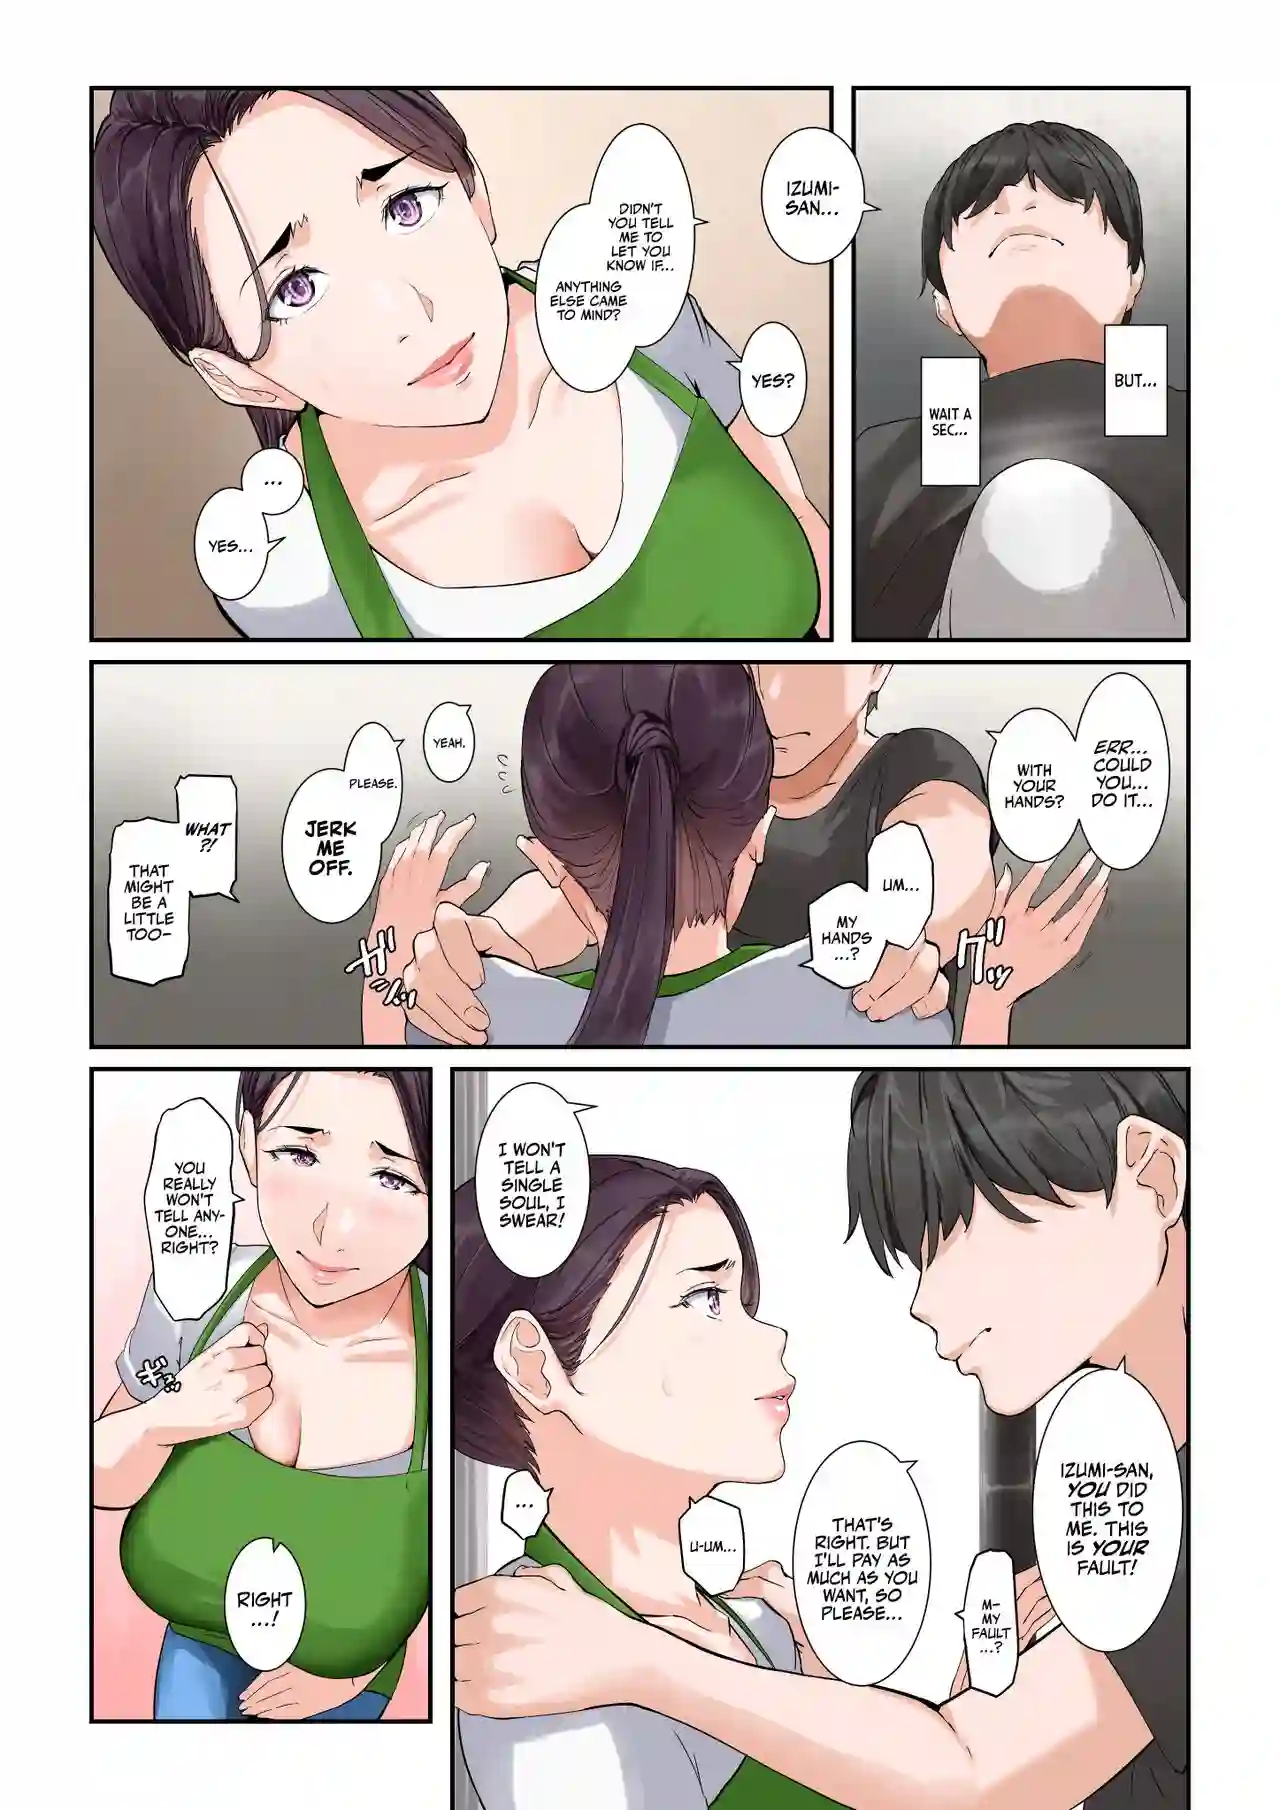 IZUMI-
SAN...
YES?
DIDN'T
YOU TELL
ME TO
LET YOU
KNOW IF...
ANYTHING
ELSE CAME
TO MIND?
...
YES...
BUT...
WAIT A
SEC...
ERR...
COULD
YOU...
DO IT...
WITH
YOUR
HANDS?
UM...
MY
HANDS
...?
YEAH.
PLEASE.
JERK
ME
OFF.
WHAT
?!
THAT
MIGHT
BE A
LITTLE
TOO-
IZUMI-SAN,
YOU DID
THIS TO
ME. THIS
IS YOUR
FAULT!
M-
MY
FAULT
...?
THAT'S
RIGHT. BUT
I'LL PAY AS
MUCH AS YOU
WANT, SO
PLEASE...
U-UM...
...
I WON'T
TELL A
SINGLE
SOUL, I
SWEAR!
YOU
REALLY
WON'T
TELL ANY-
ONE...
RIGHT?
RIGHT
...!